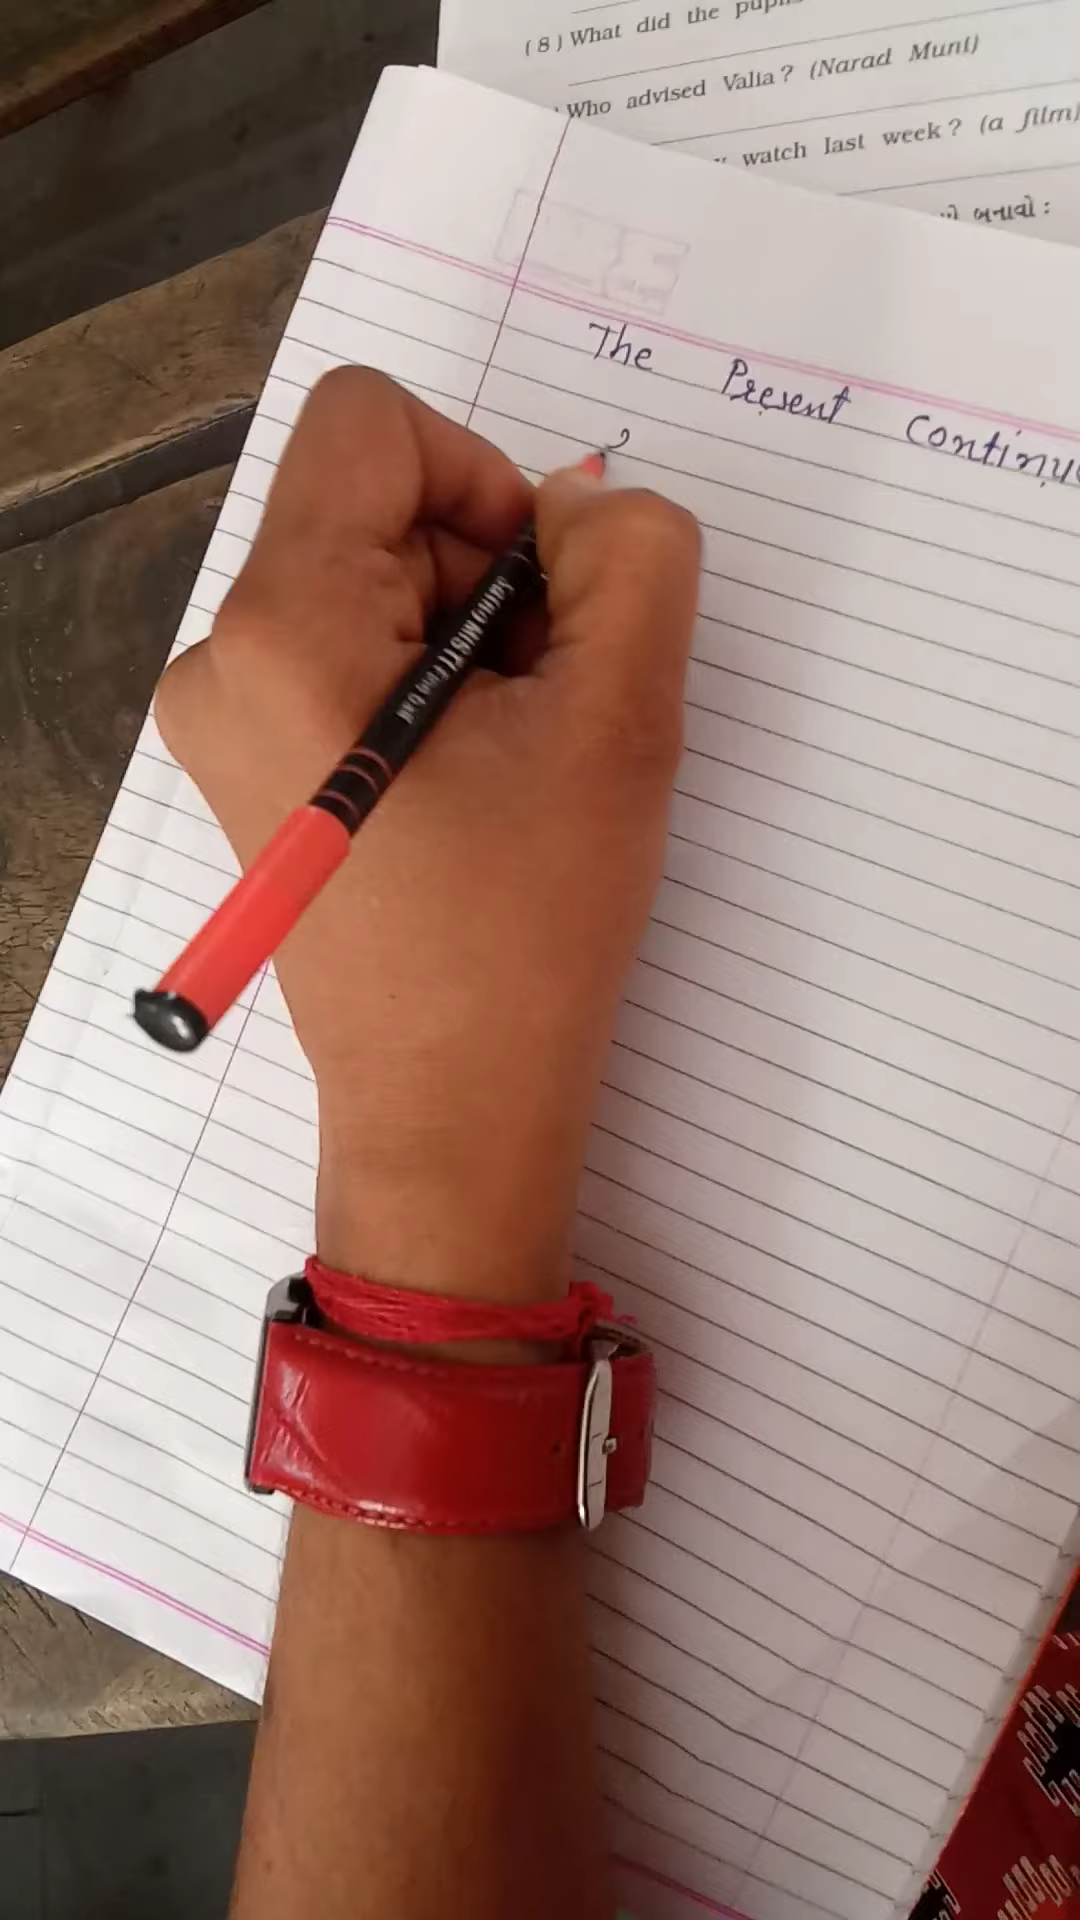 (8) What did the
Who advised Valia? (Narad Muni)
watch last week? (a film)
બનાવો :
The Present Continu